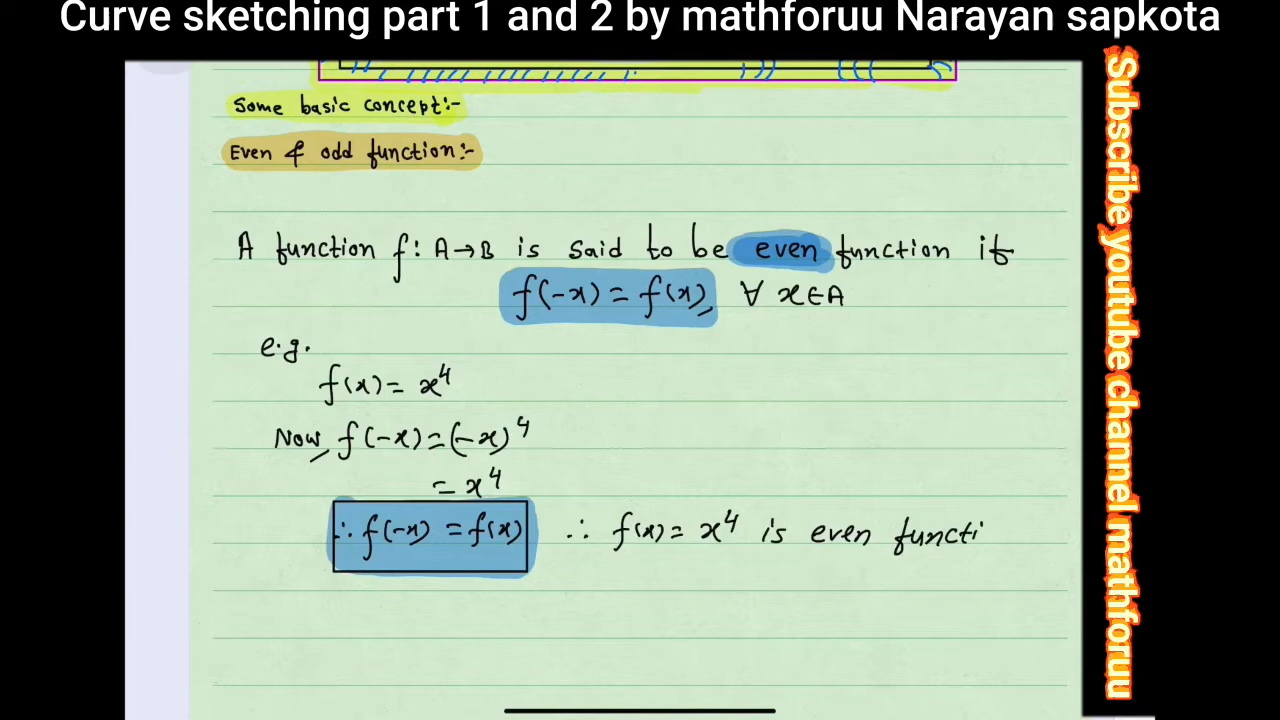 Curve sketching part 1 and 2 by mathforuu Narayan sapkota
Some basic concept:-
Even & odd function:-
A function f: A→B is said to be even function if
f(-x) = f(x), ∀ x∈A
e.g.
f(x) = x⁴
Now, f(-x) = (-x)⁴
= x⁴
∴ f(-x) = f(x) ∴ f(x) = x⁴ is even functi
Subscribe youtube channel mathforuu